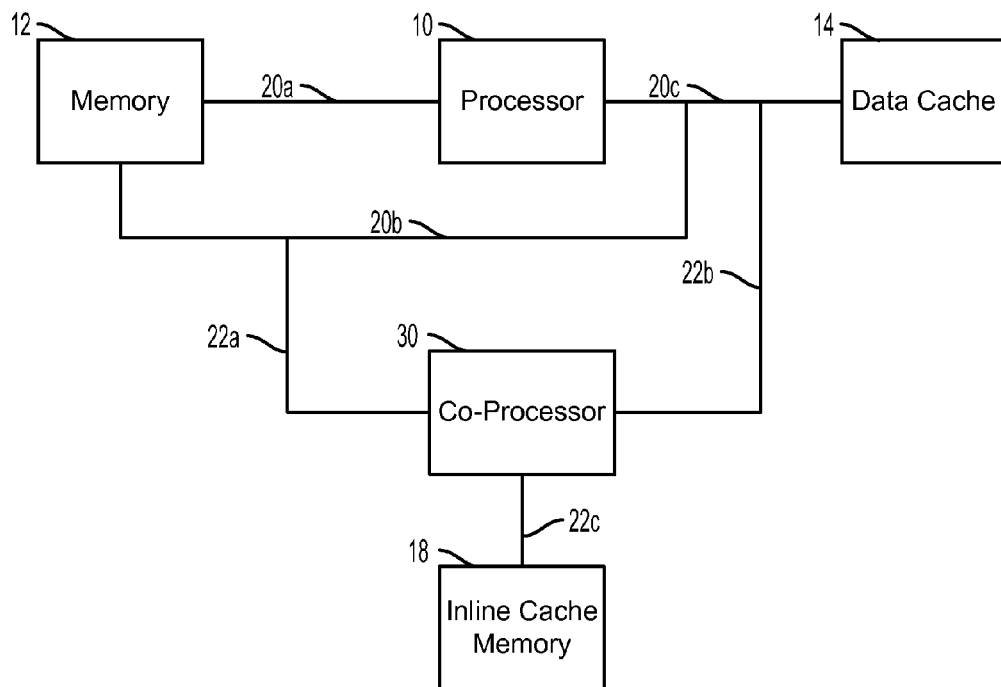 12
10
14
Memory
20a
Processor
20c
Data Cache
20b
22b
22a
30
Co-Processor
22c
18
Inline Cache
Memory